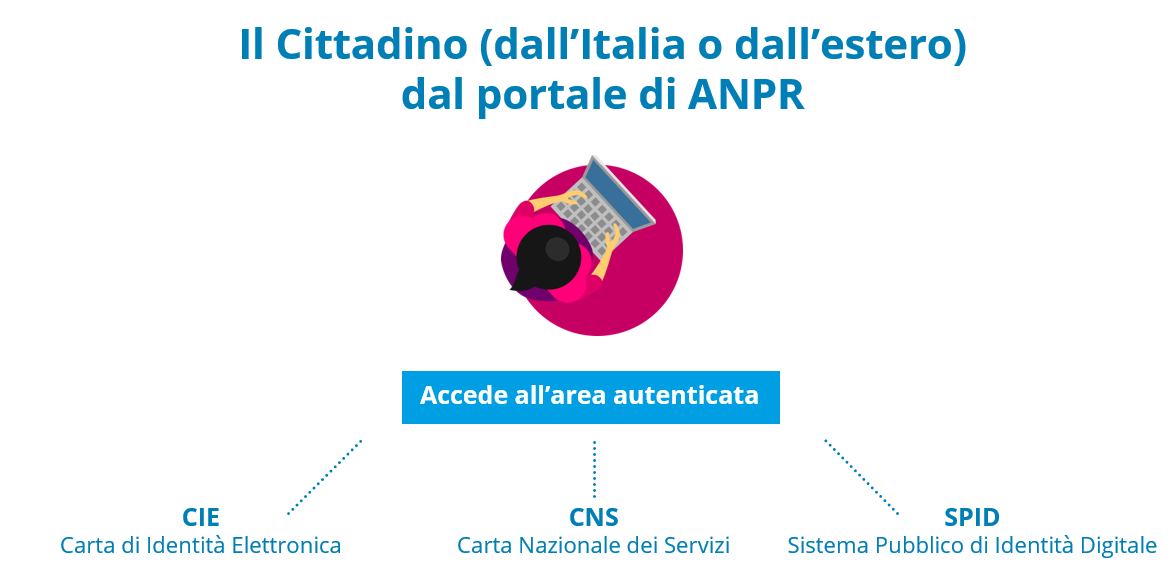 Il Cittadino (dall’Italia o dall’estero)
dal portale di ANPR
Accede all’area autenticata
CIE
Carta di Identità Elettronica
CNS
Carta Nazionale dei Servizi
SPID
Sistema Pubblico di Identità Digitale